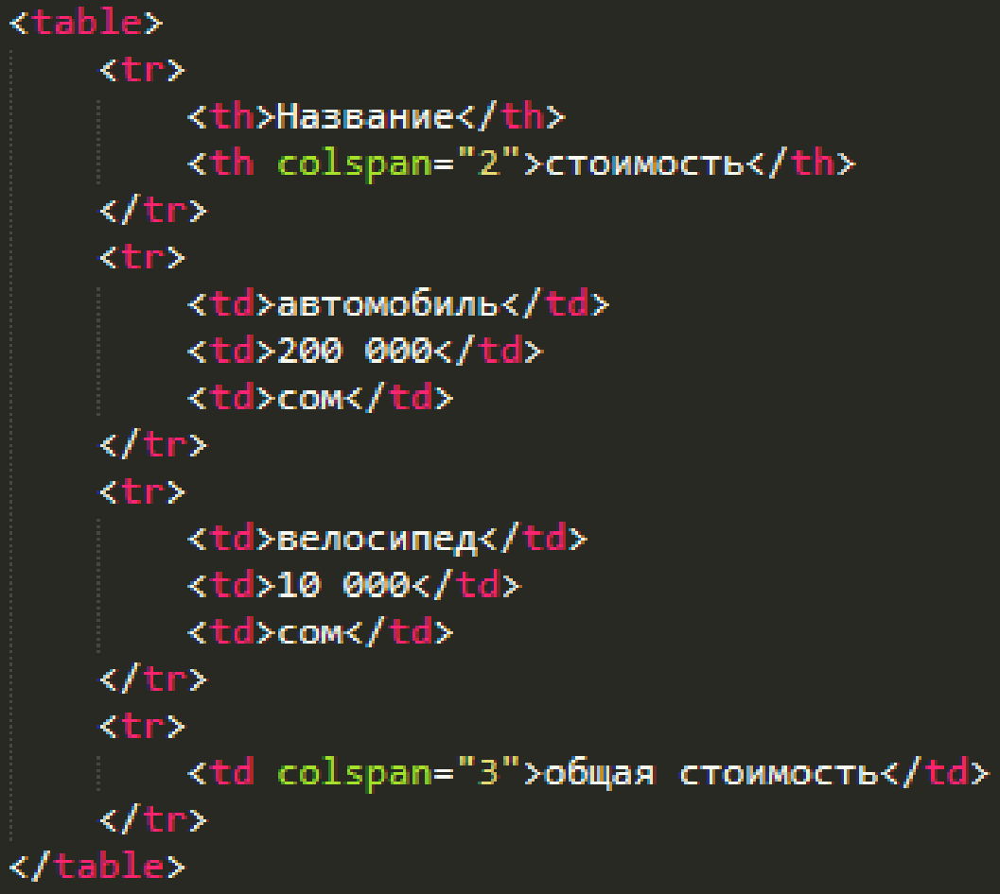 <table>
<tr>
<th>Название</th>
<th colspan="2">стоимость</th>
</tr>
<tr>
<td>автомобиль</td>
<td>200 000</td>
<td>сом</td>
</tr>
<tr>
<td>велосипед</td>
<td>10 000</td>
<td>сом</td>
</tr>
<tr>
<td colspan="3">общая стоимость</td>
</tr>
</table>